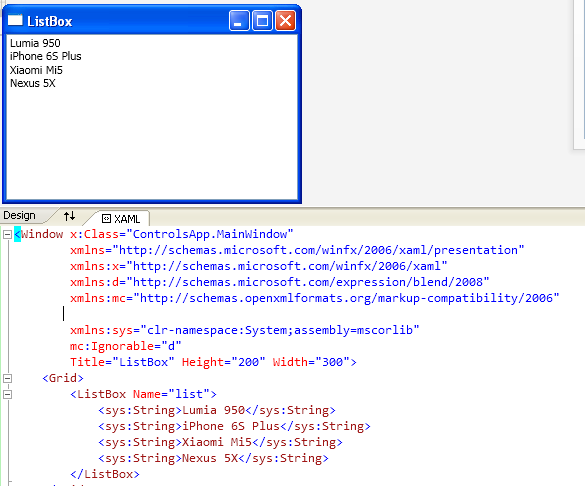 ListBox
Lumia 950
iPhone 6S Plus
Xiaomi Mi5
Nexus 5X
Design XAML
<Window x:Class="ControlsApp.MainWindow"
xmlns="http://schemas.microsoft.com/winfx/2006/xaml/presentation"
xmlns:x="http://schemas.microsoft.com/winfx/2006/xaml"
xmlns:d="http://schemas.microsoft.com/expression/blend/2008"
xmlns:mc="http://schemas.openxmlformats.org/markup-compatibility/2006"
xmlns:sys="clr-namespace:System;assembly=mscorlib"
mc:Ignorable="d"
Title="ListBox" Height="200" Width="300">
<Grid>
<ListBox Name="list">
<sys:String>Lumia 950</sys:String>
<sys:String>iPhone 6S Plus</sys:String>
<sys:String>Xiaomi Mi5</sys:String>
<sys:String>Nexus 5X</sys:String>
</ListBox>